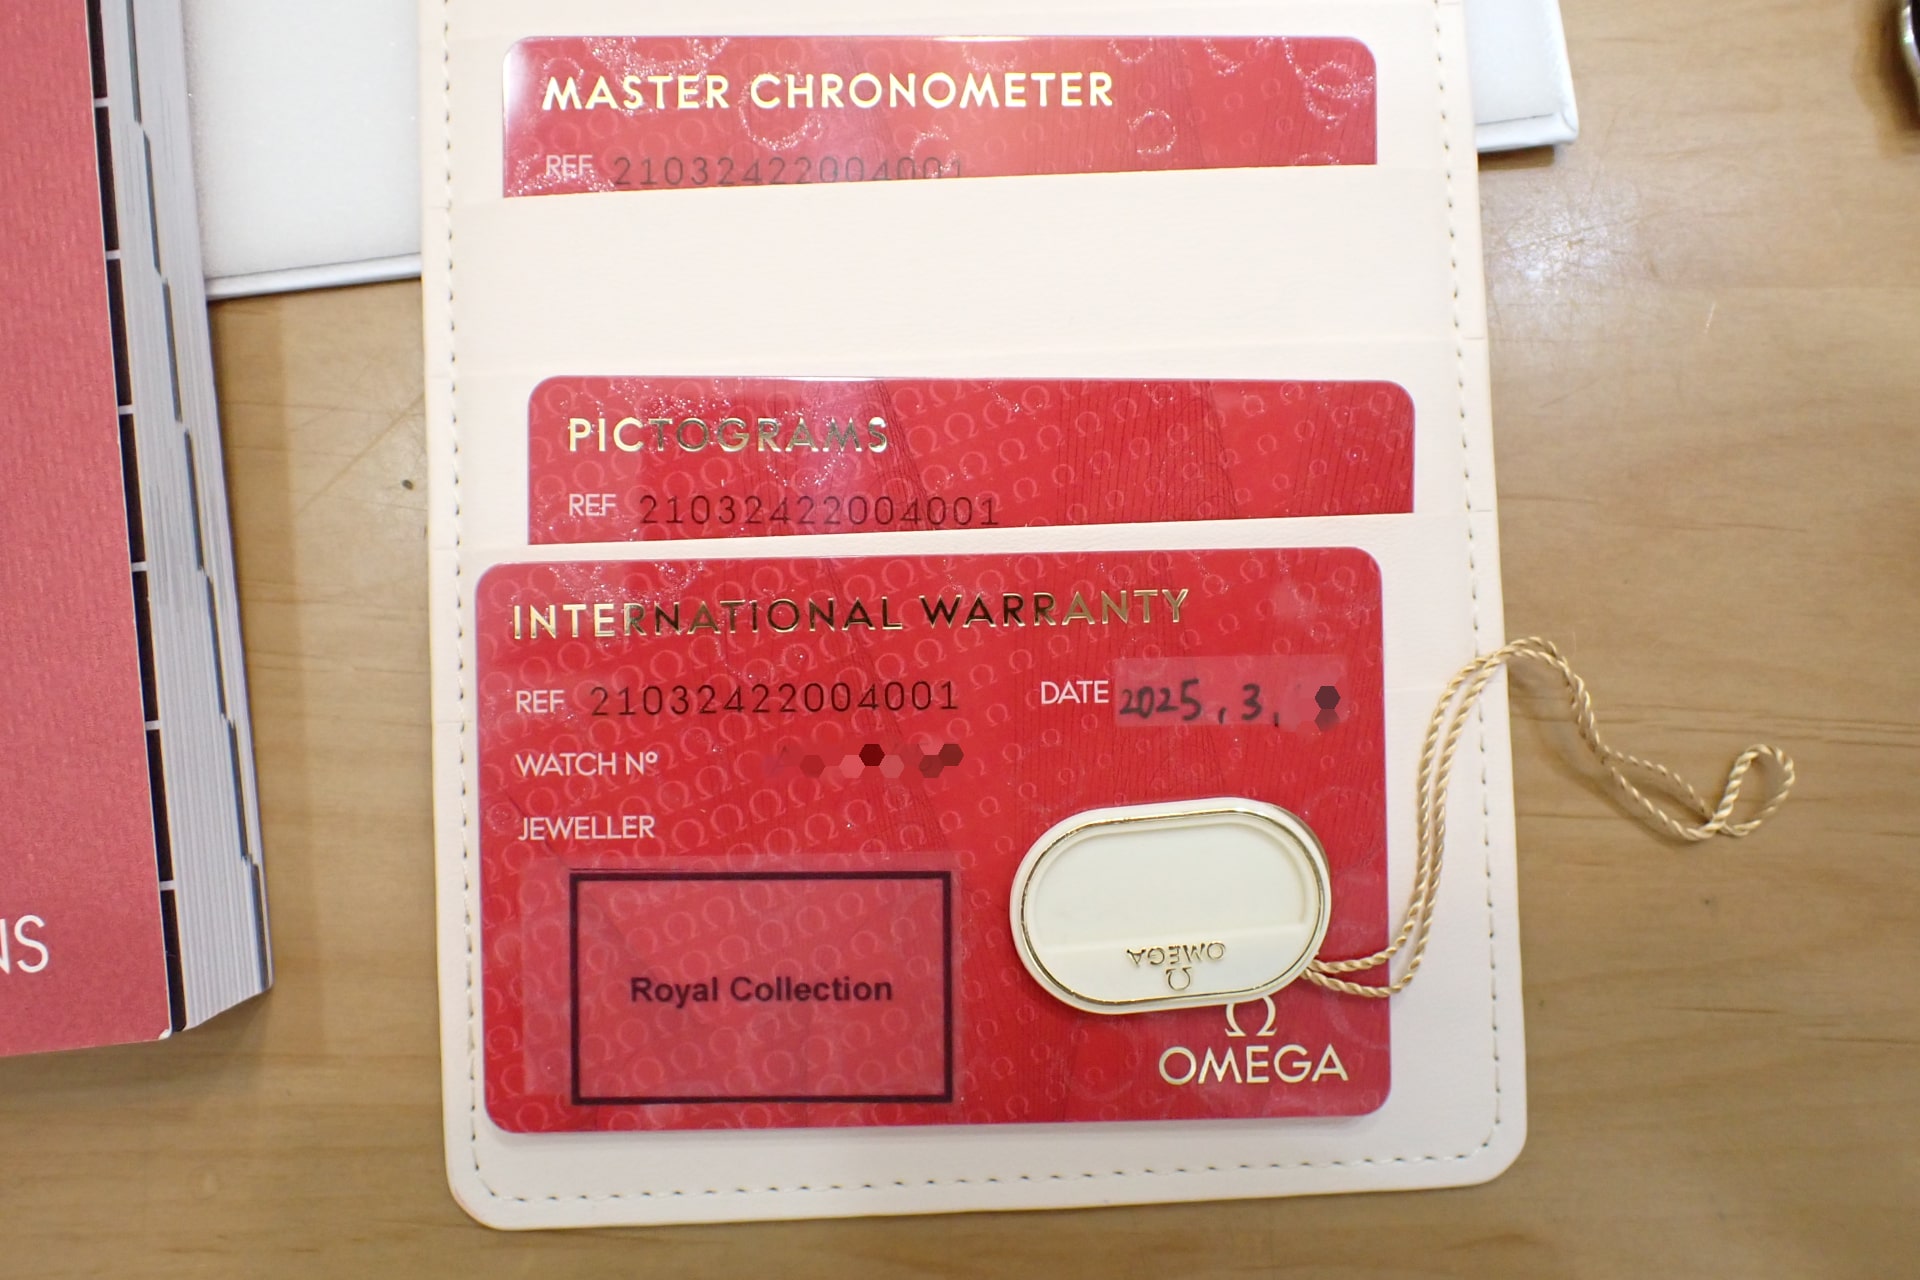 MASTER CHRONOMETER
REF 21032422004001
PICTOGRAMS
REF 21032422004001
INTERNATIONAL WARRANTY
REF 21032422004001
DATE 2025,3,
WATCH Nº
JEWELLER
Royal Collection
Ω
OMEGA
Ω
OMEGA
NS